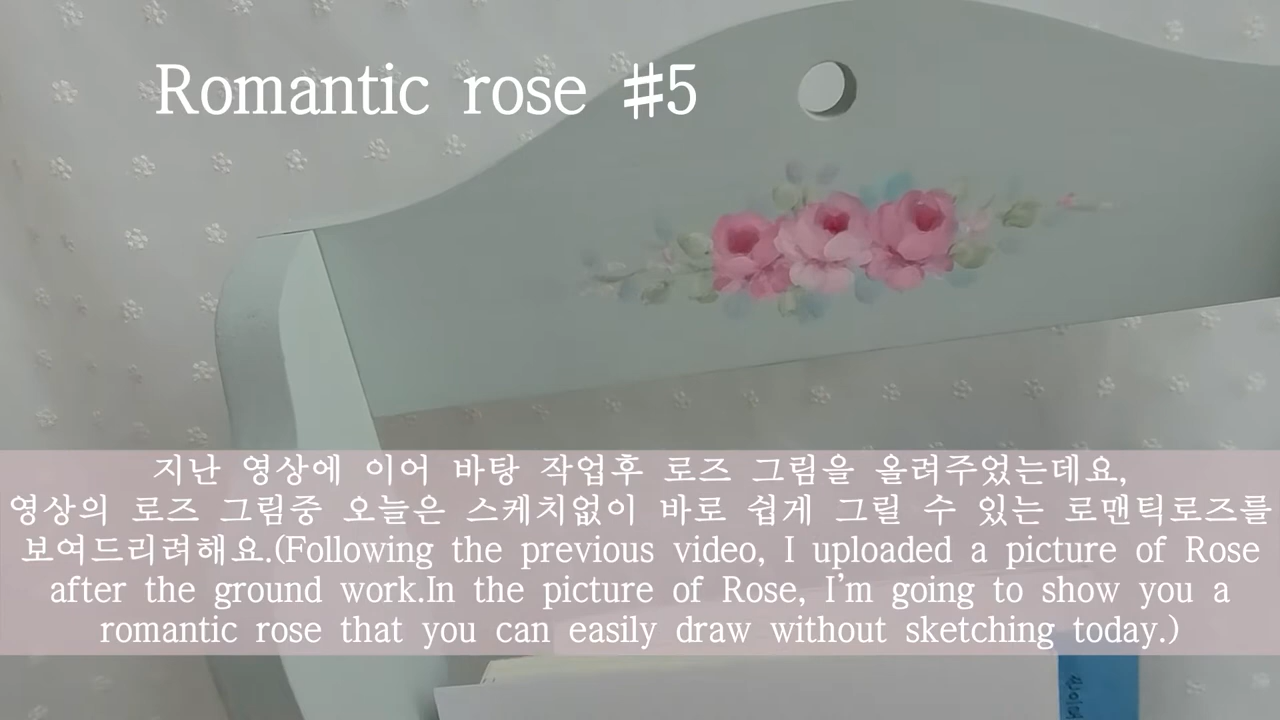 Romantic rose #5
지난 영상에 이어 바탕 작업후 로즈 그림을 올려주었는데요,
영상의 로즈 그림중 오늘은 스케치없이 바로 쉽게 그릴 수 있는 로맨틱로즈를
보여드리려해요.(Following the previous video, I uploaded a picture of Rose
after the ground work.In the picture of Rose, I'm going to show you a
romantic rose that you can easily draw without sketching today.)